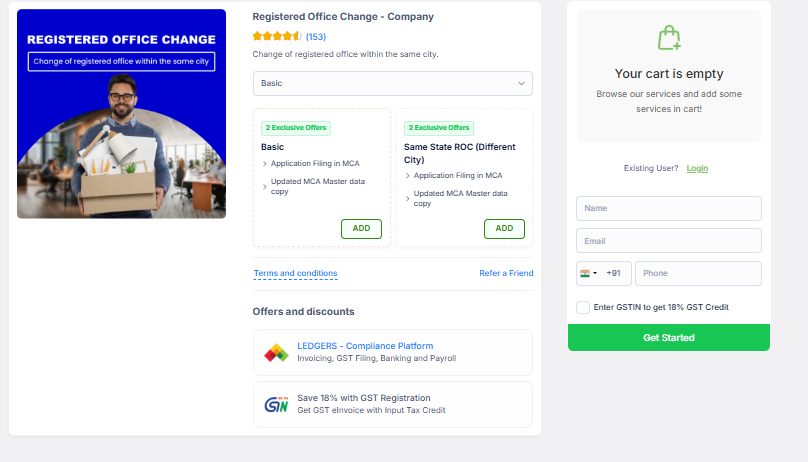 REGISTERED OFFICE CHANGE
Change of registered office within the same city
Registered Office Change - Company
(153)
Change of registered office within the same city.
Basic
2 Exclusive Offers
Basic
Application Filing in MCA
Updated MCA Master data
copy
ADD
2 Exclusive Offers
Same State ROC (Different
City)
Application Filing in MCA
Updated MCA Master data
copy
ADD
Terms and conditions
Refer a Friend
Offers and discounts
LEDGERS - Compliance Platform
Invoicing, GST Filing, Banking and Payroll
Save 18% with GST Registration
Get GST eInvoice with Input Tax Credit
Your cart is empty
Browse our services and add some
services in cart!
Existing User? Login
Name
Email
+91
Phone
Enter GSTIN to get 18% GST Credit
Get Started